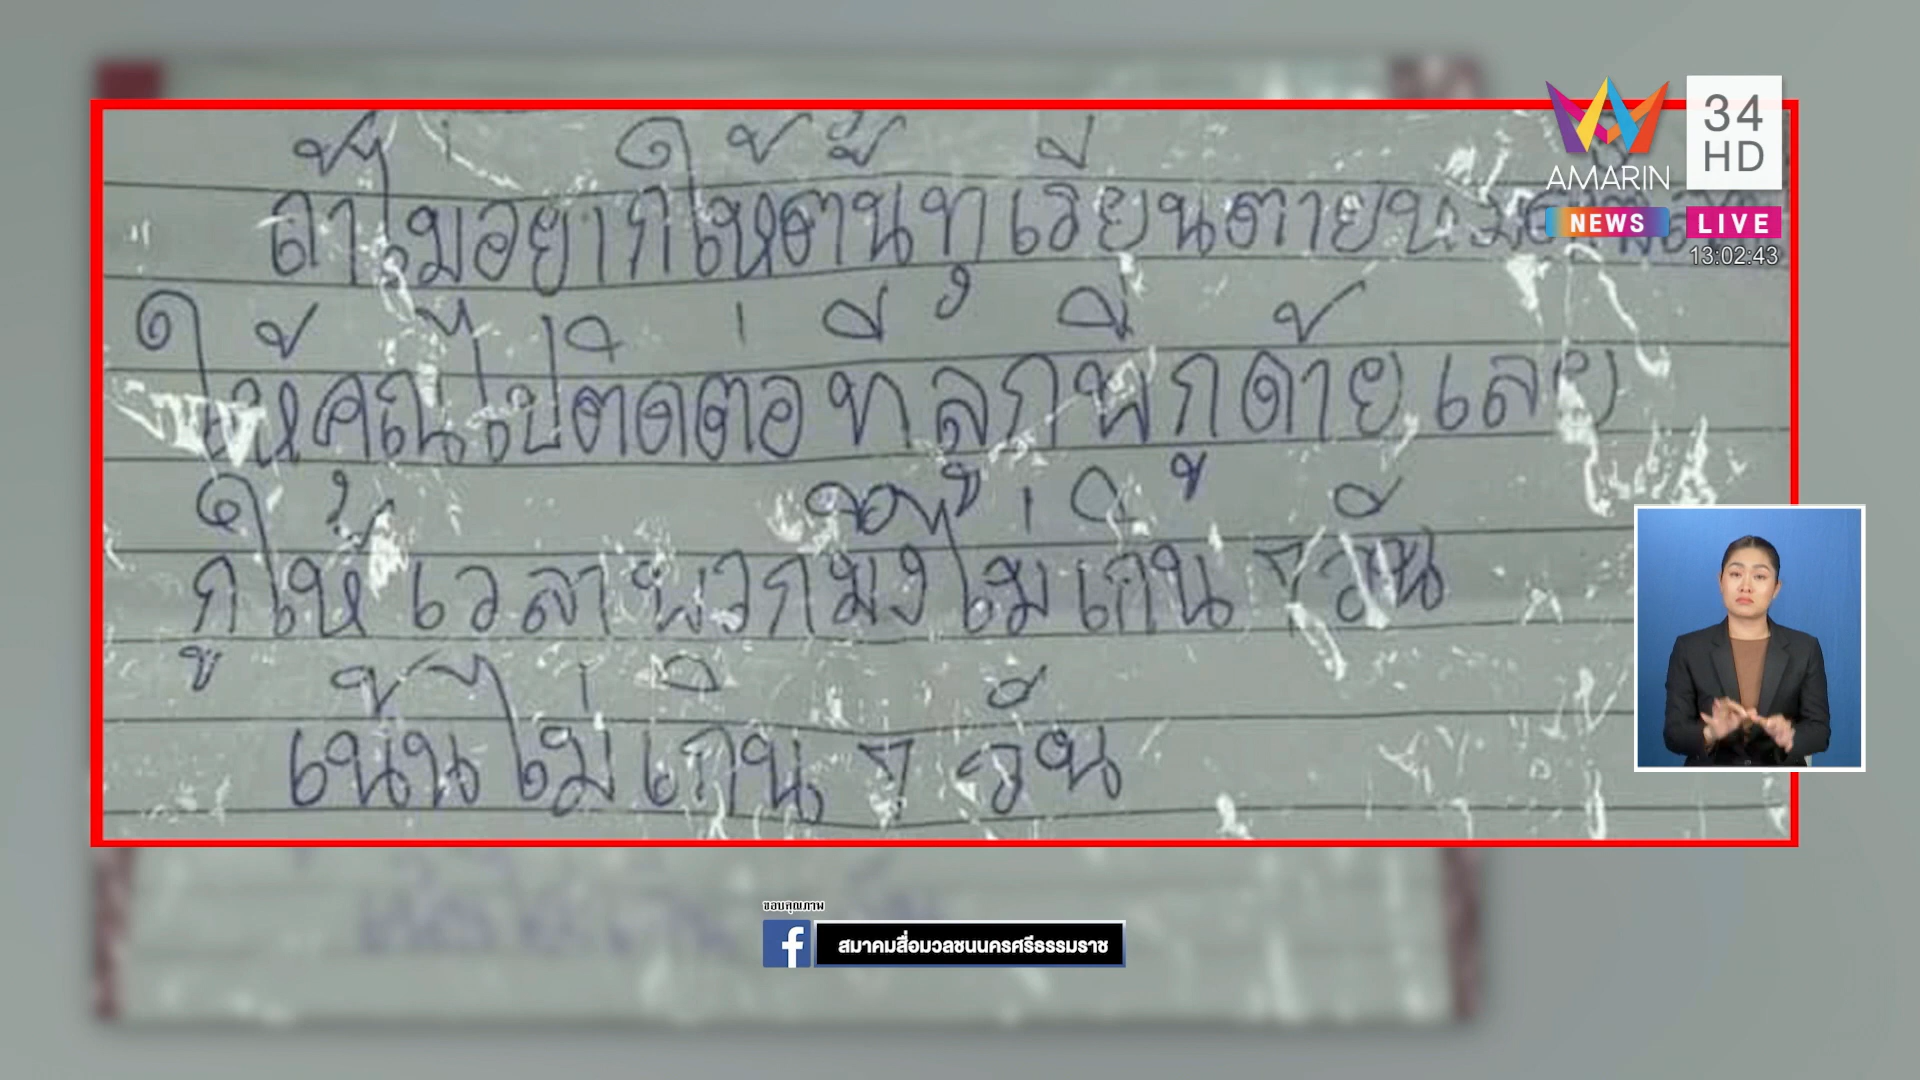 AMARIN
34
HD
NEWS
LIVE
13:02:43
ถ้าไม่อยากให้ต้นทุเรียนตาย
ให้คุณไปติดต่อที่ลูกพี่กูด้าย เลย
กูให้เวลาพวกมึงไม่เกิน 7 วัน
เน้นไม่เกิน 7 วัน
ขอบคุณภาพ
f สมาคมสื่อมวลชนนครศรีธรรมราช